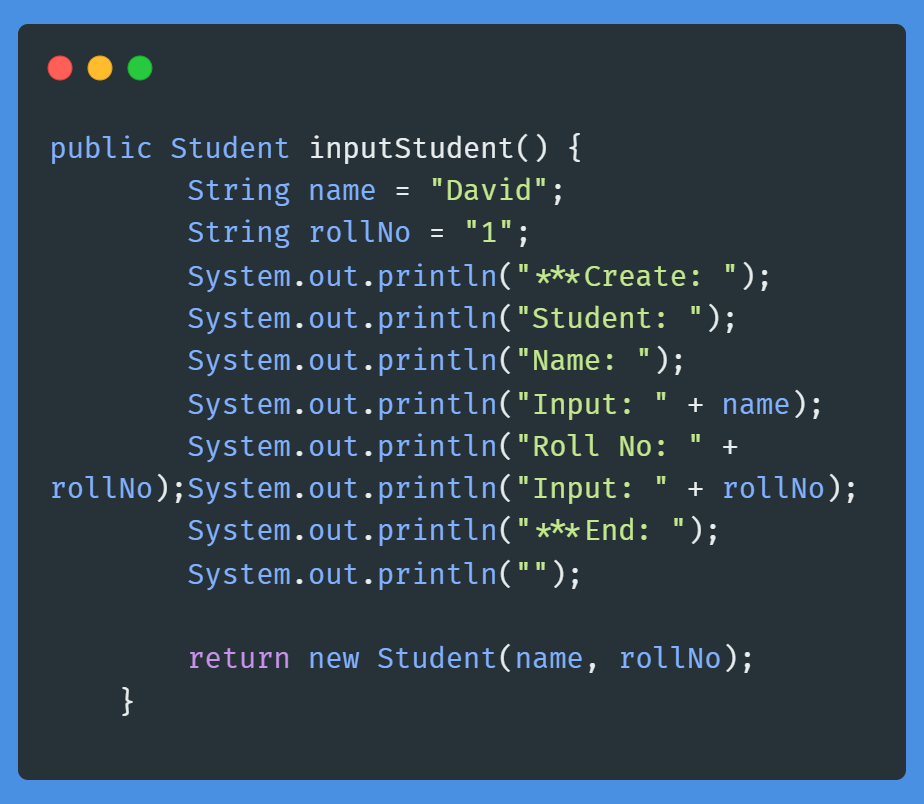 public Student inputStudent() {
        String name = "David";
        String rollNo = "1";
        System.out.println("***Create: ");
        System.out.println("Student: ");
        System.out.println("Name: ");
        System.out.println("Input: " + name);
        System.out.println("Roll No: " +
rollNo);System.out.println("Input: " + rollNo);
        System.out.println("***End: ");
        System.out.println("");

        return new Student(name, rollNo);
    }